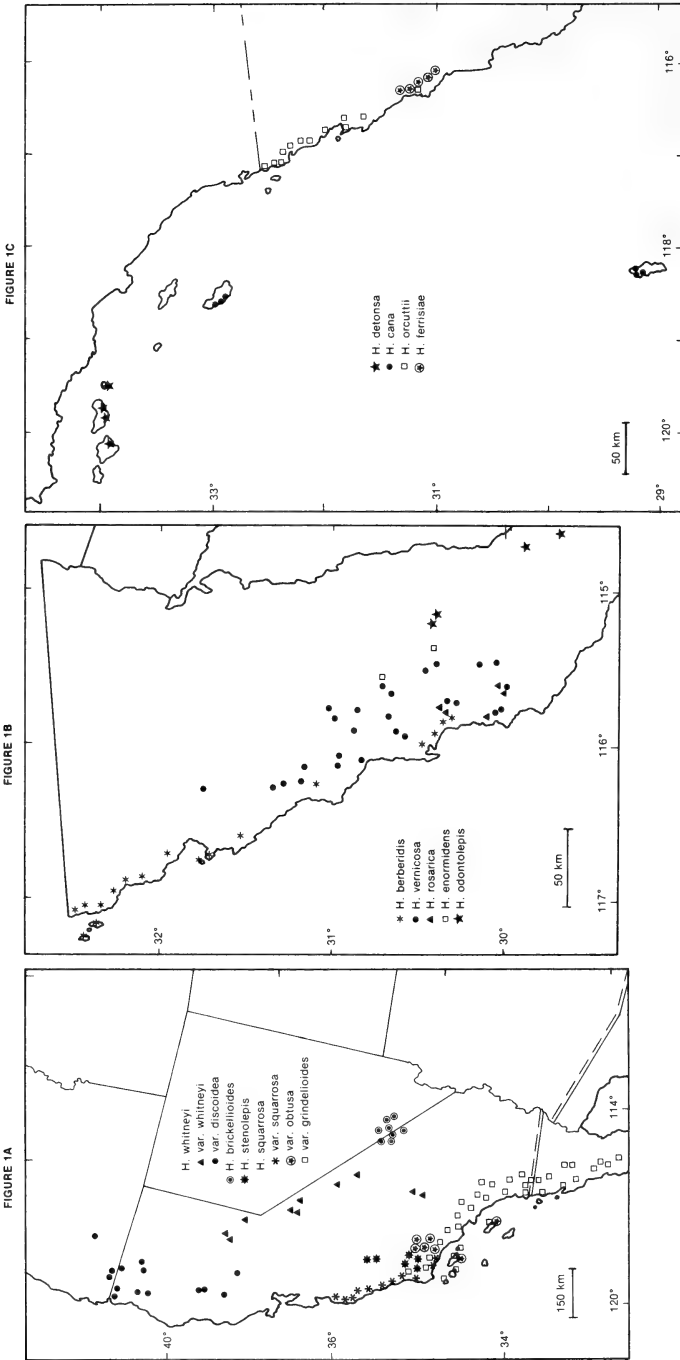 FIGURE 1A
H. whitneyi
var. whitneyi
var. discoidea
H. brickellioides
H. stenolepis
H. squarrosa
var. squarrosa
var. obtusa
var. grindelioides
40°
36°
34°
150 km
120°
114°
FIGURE 1B
32°
31°
30°
H. berberidis
H. vernicosa
H. rosarica
H. enormidens
H. odontolepis
50 km
117°
116°
115°
FIGURE 1C
33°
31°
29°
H. detonsa
H. cana
H. orcuttii
H. ferrisiae
50 km
120°
118°
116°